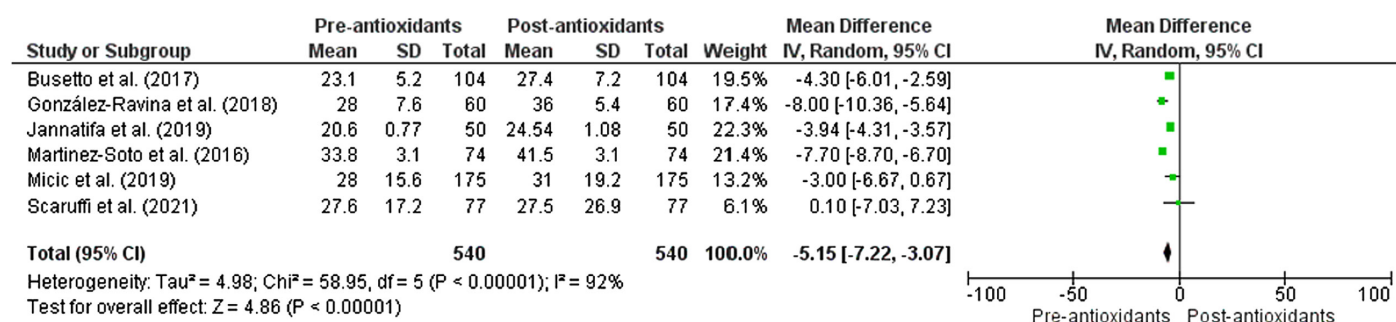 Pre-antioxidants Post-antioxidants Mean Difference Mean Difference
Study or Subgroup Mean SD Total Mean SD Total Weight IV, Random, 95% CI IV, Random, 95% CI
Busetto et al. (2017) 23.1 5.2 104 27.4 7.2 104 19.5% -4.30 [-6.01, -2.59]
González-Ravina et al. (2018) 28 7.6 60 36 5.4 60 17.4% -8.00 [-10.36, -5.64]
Jannatifa et al. (2019) 20.6 0.77 50 24.54 1.08 50 22.3% -3.94 [-4.31, -3.57]
Martinez-Soto et al. (2016) 33.8 3.1 74 41.5 3.1 74 21.4% -7.70 [-8.70, -6.70]
Micic et al. (2019) 28 15.6 175 31 19.2 175 13.2% -3.00 [-6.67, 0.67]
Scaruffi et al. (2021) 27.6 17.2 77 27.5 26.9 77 6.1% 0.10 [-7.03, 7.23]
Total (95% CI) 540 540 100.0% -5.15 [-7.22, -3.07]
Heterogeneity: Tau² = 4.98; Chi² = 58.95, df = 5 (P < 0.00001); I² = 92%
Test for overall effect: Z = 4.86 (P < 0.00001)
-100 -50 0 50 100
Pre-antioxidants Post-antioxidants